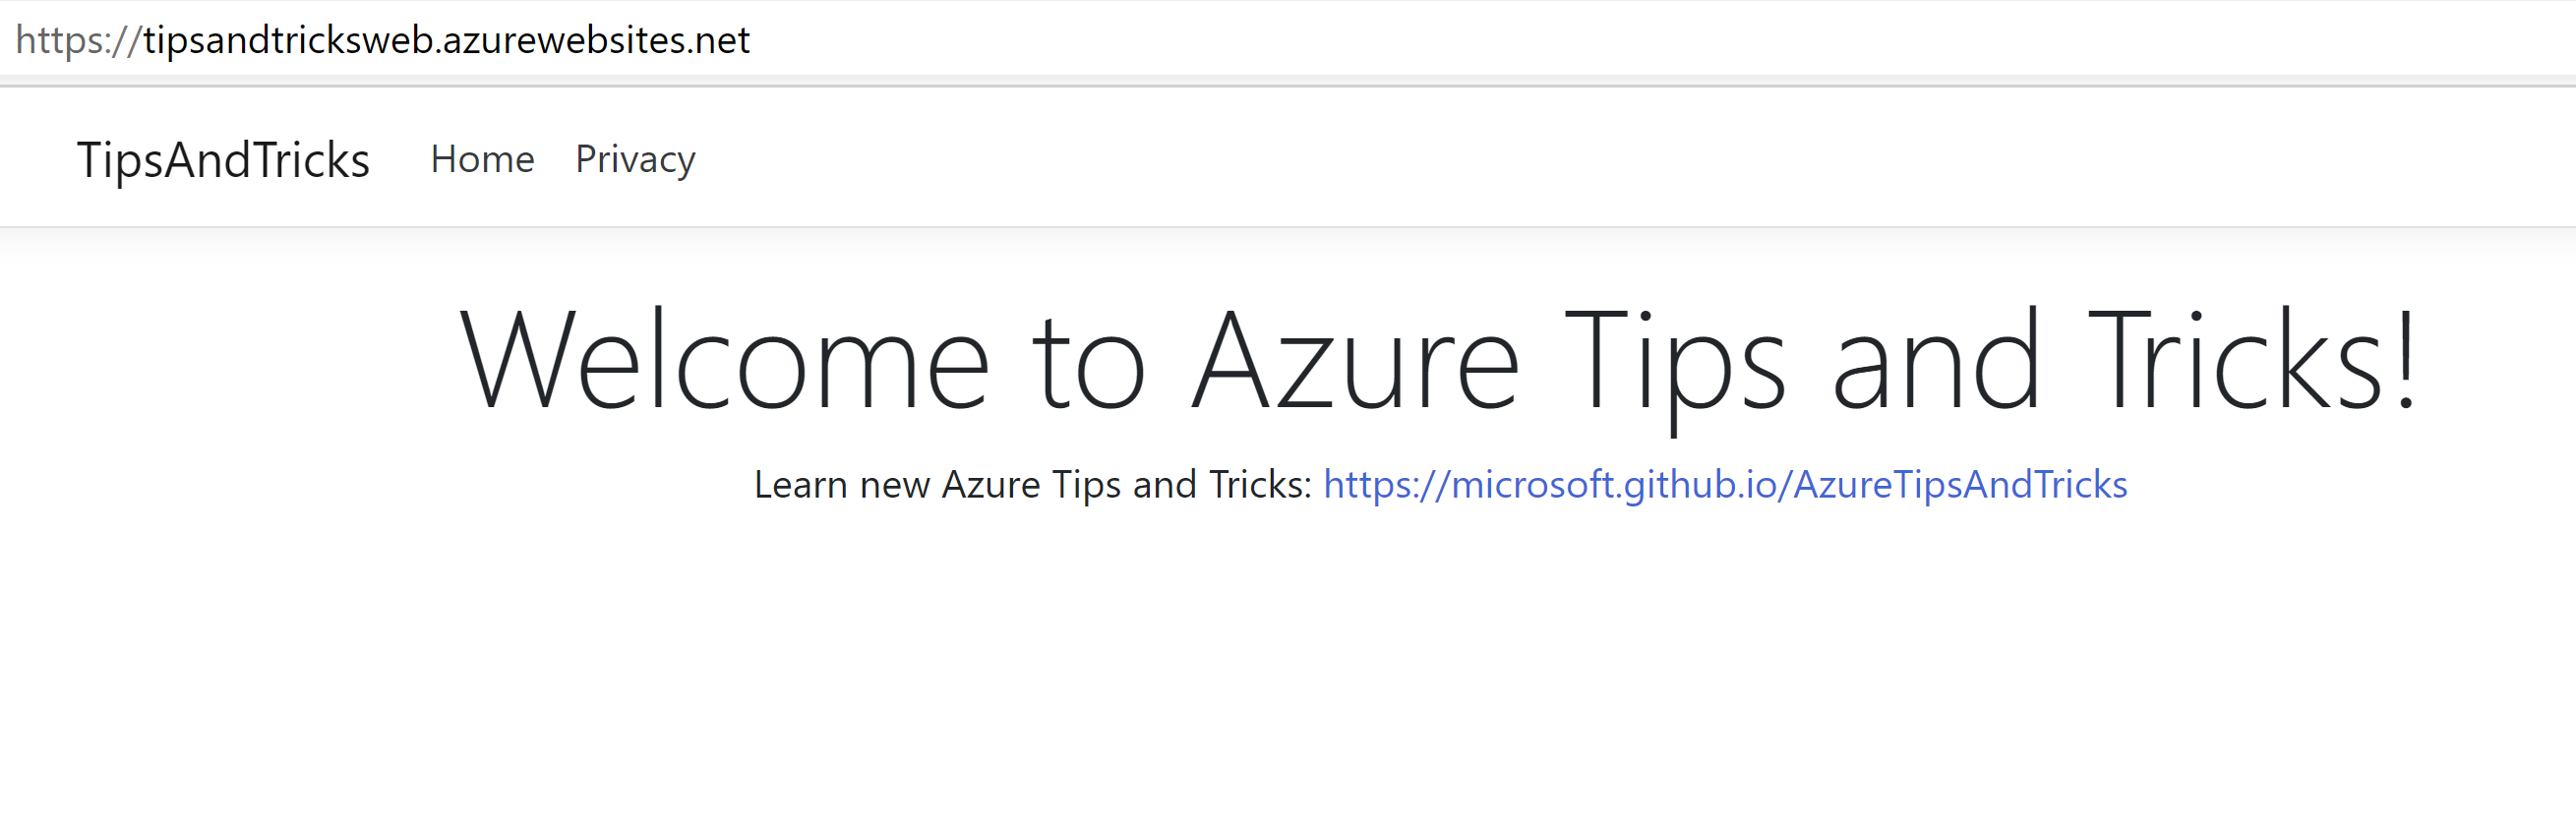 https://tipsandtricksweb.azurewebsites.net
TipsAndTricks Home Privacy
Welcome to Azure Tips and Tricks!
Learn new Azure Tips and Tricks: https://microsoft.github.io/AzureTipsAndTricks